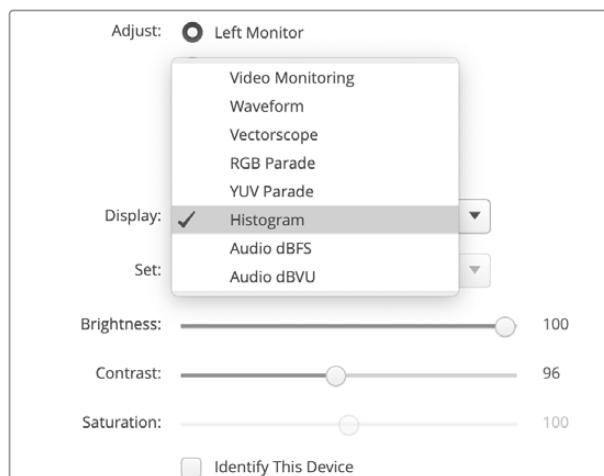 Adjust: Left Monitor
Video Monitoring
Waveform
Vectorscope
RGB Parade
YUV Parade
Display: Histogram
Audio dBFS
Set: Audio dBVU
Brightness: 100
Contrast: 96
Saturation: 100
Identify This Device